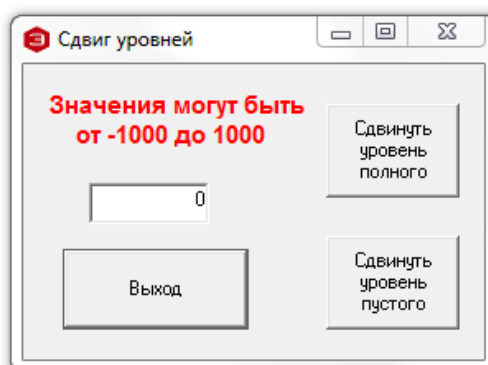 Сдвиг уровней
Значения могут быть
от -1000 до 1000
Сдвинуть
уровень
полного
0
Выход
Сдвинуть
уровень
пустого